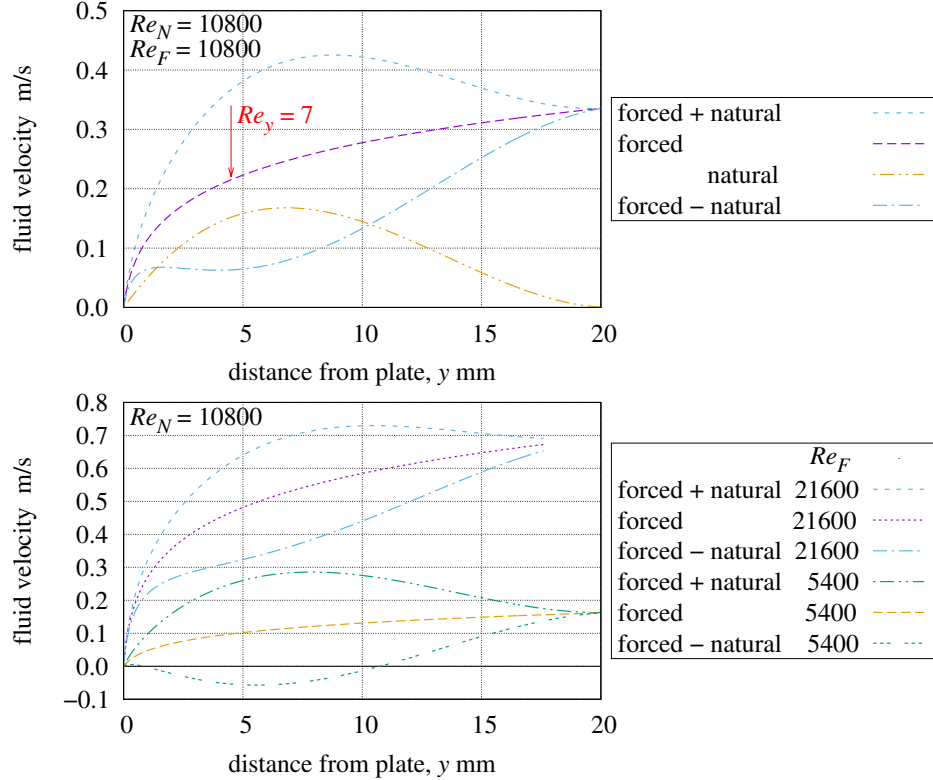 Re_N = 10800
Re_F = 10800
Re_y = 7
0.5
0.4
0.3
0.2
0.1
0.0
fluid velocity m/s
0 5 10 15 20
distance from plate, y mm
forced + natural
forced
natural
forced − natural
Re_N = 10800
0.8
0.7
0.6
0.5
0.4
0.3
0.2
0.1
0.0
−0.1
fluid velocity m/s
0 5 10 15 20
distance from plate, y mm
Re_F
forced + natural 21600
forced 21600
forced − natural 21600
forced + natural 5400
forced 5400
forced − natural 5400